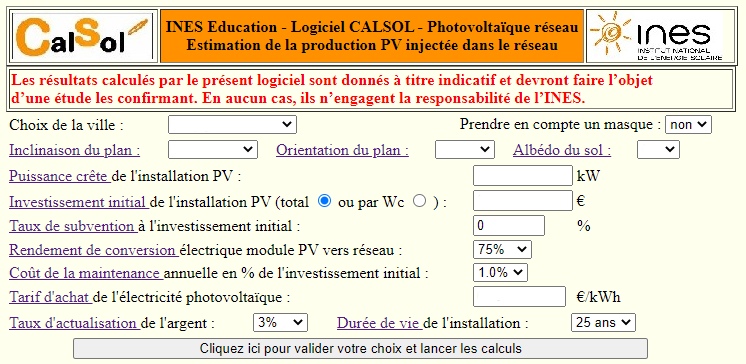 CalSol
INES Education - Logiciel CALSOL - Photovoltaïque réseau
Estimation de la production PV injectée dans le réseau
ines
INSTITUT NATIONAL
DE L'ENERGIE SOLAIRE
Les résultats calculés par le présent logiciel sont donnés à titre indicatif et devront faire l’objet
d’une étude les confirmant. En aucun cas, ils n’engagent la responsabilité de l’INES.
Choix de la ville : Prendre en compte un masque : non
Inclinaison du plan : Orientation du plan : Albédo du sol :
Puissance crête de l'installation PV : kW
Investissement initial de l'installation PV (total ou par Wc ) : €
Taux de subvention à l'investissement initial : 0 %
Rendement de conversion électrique module PV vers réseau : 75%
Coût de la maintenance annuelle en % de l'investissement initial : 1.0%
Tarif d'achat de l'électricité photovoltaïque : €/kWh
Taux d'actualisation de l'argent : 3% Durée de vie de l'installation : 25 ans
Cliquez ici pour valider votre choix et lancer les calculs